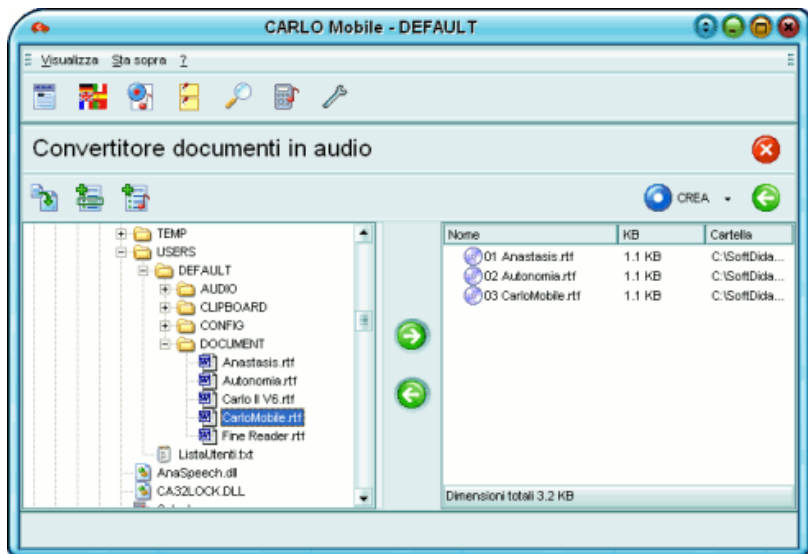 CARLO Mobile - DEFAULT
Visualizza Sta sopra ?
Convertitore documenti in audio
CREA
TEMP
USERS
DEFAULT
AUDIO
CLIPBOARD
CONFIG
DOCUMENT
Anastasis.rtf
Autonomia.rtf
Carlo II V6.rtf
CarloMobile.rtf
Fine Reader.rtf
ListaUtenti.txt
AnaSpeech.dll
CA32LOCK.DLL
Nome KB Cartella
01 Anastasis.rtf 1.1 KB C:\SoftDida...
02 Autonomia.rtf 1.1 KB C:\SoftDida...
03 CarloMobile.rtf 1.1 KB C:\SoftDida...
Dimensioni totali 3.2 KB